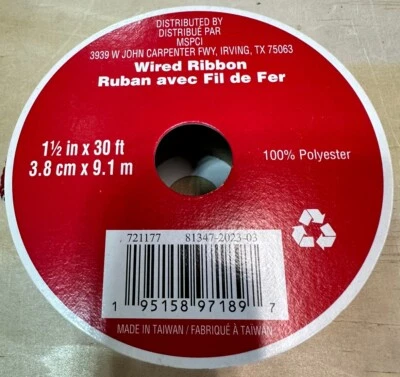 DISTRIBUTED BY
DISTRIBUÉ PAR
MSPCI
3939 W JOHN CARPENTER FWY, IRVING, TX 75063
Wired Ribbon
Ruban avec Fil de Fer
1½ in x 30 ft
3.8 cm x 9.1 m
100% Polyester
721177 81347-2023-03
1 95158 97189 7
MADE IN TAIWAN / FABRIQUÉ À TAIWAN